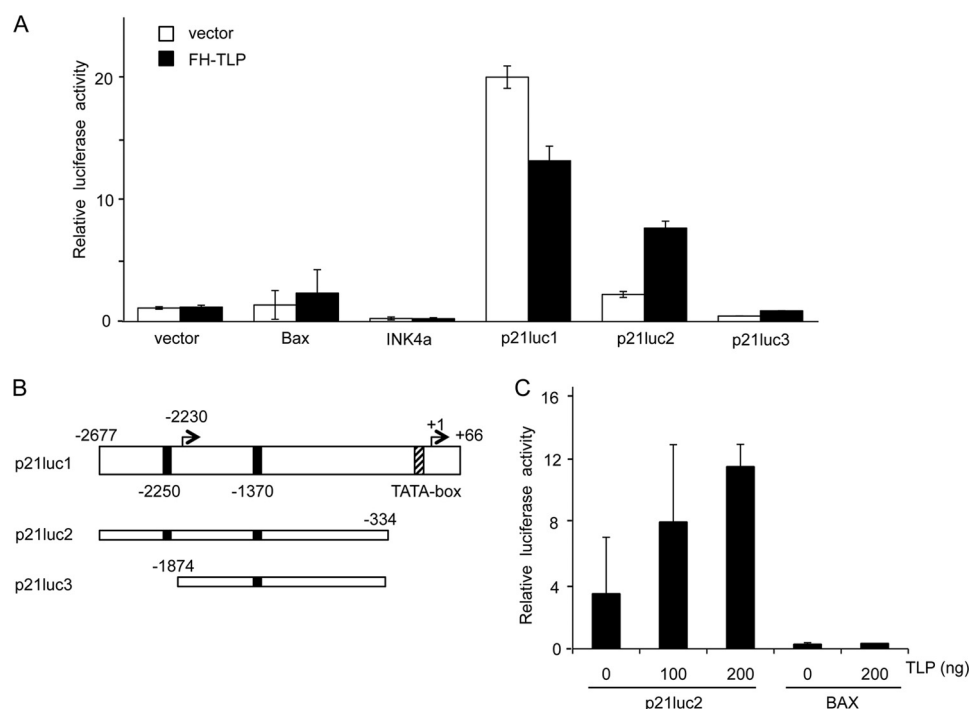 A
vector
FH-TLP
Relative luciferase activity
20
10
0
vector Bax INK4a p21luc1 p21luc2 p21luc3
B
-2677 -2230 +1 +66
p21luc1
-2250 -1370 TATA-box
p21luc2 -334
p21luc3 -1874
C
Relative luciferase activity
16
12
8
4
0
0 100 200 0 200 TLP (ng)
p21luc2 BAX